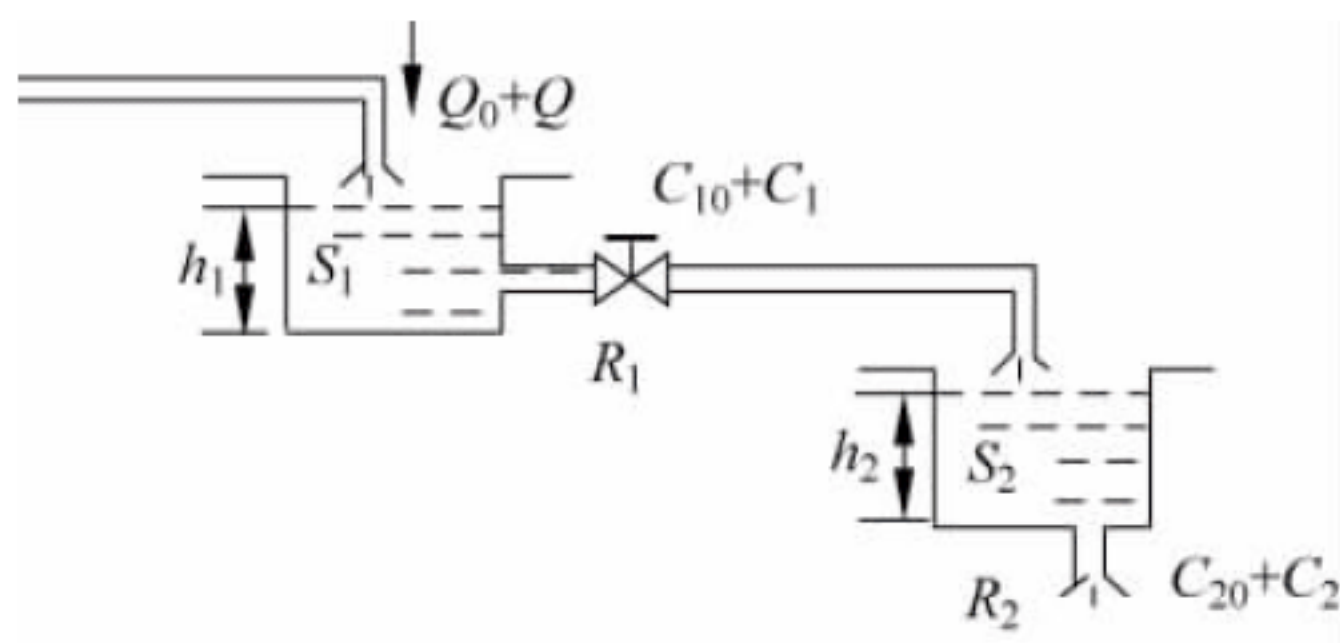 Q₀+Q
C₁₀+C₁
h₁
S₁
R₁
h₂
S₂
R₂
C₂₀+C₂